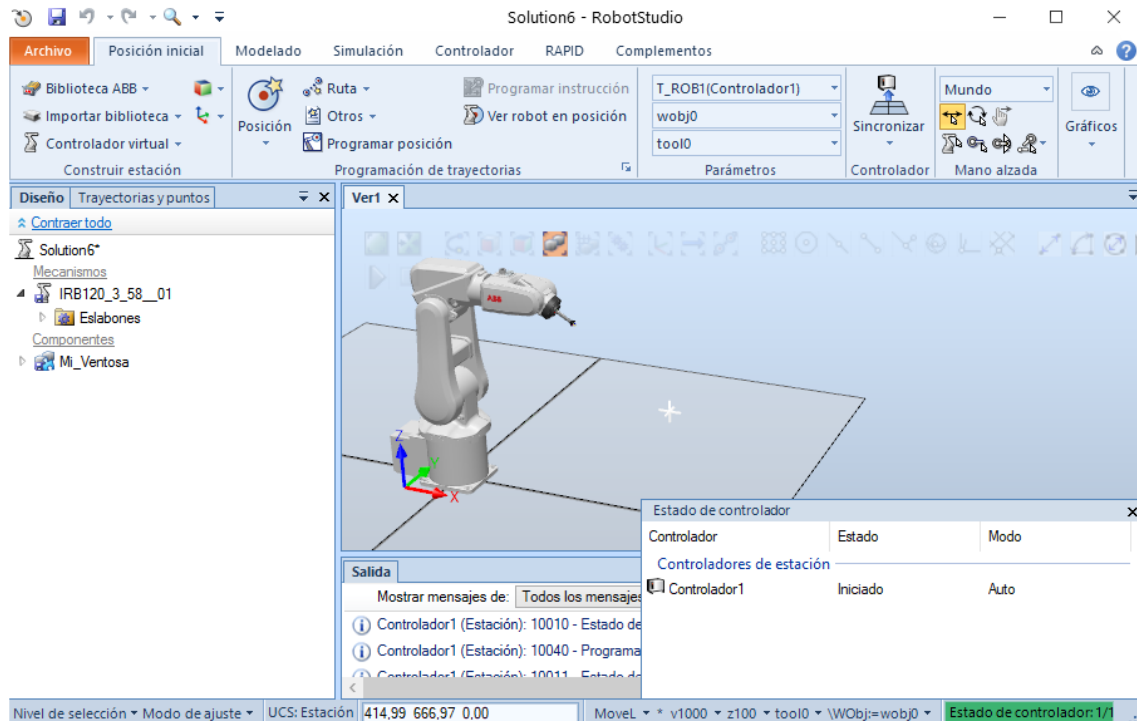 Solution6 - RobotStudio
Archivo Posición inicial Modelado Simulación Controlador RAPID Complementos
Biblioteca ABB
Importar biblioteca
Controlador virtual
Construir estación
Posición
Ruta
Otros
Programar posición
Programar instrucción
Ver robot en posición
Programación de trayectorias
T_ROB1(Controlador1)
wobj0
tool0
Parámetros
Sincronizar
Controlador
Mundo
Mano alzada
Gráficos
Diseño Trayectorias y puntos
Contraer todo
Solution6*
Mecanismos
IRB120_3_58__01
Eslabones
Componentes
Mi_Ventosa
Ver1
ABB
Z
Y
X
Estado de controlador
Controlador Estado Modo
Controladores de estación
Controlador1 Iniciado Auto
Salida
Mostrar mensajes de: Todos los mensajes
Controlador1 (Estación): 10010 - Estado de
Controlador1 (Estación): 10040 - Programa
Controlador1 (Estación): 10011 - Estado de
Nivel de selección Modo de ajuste UCS: Estación 414,99 666,97 0,00 MoveL * v1000 z100 tool0 \WObj:=wobj0 Estado de controlador: 1/1